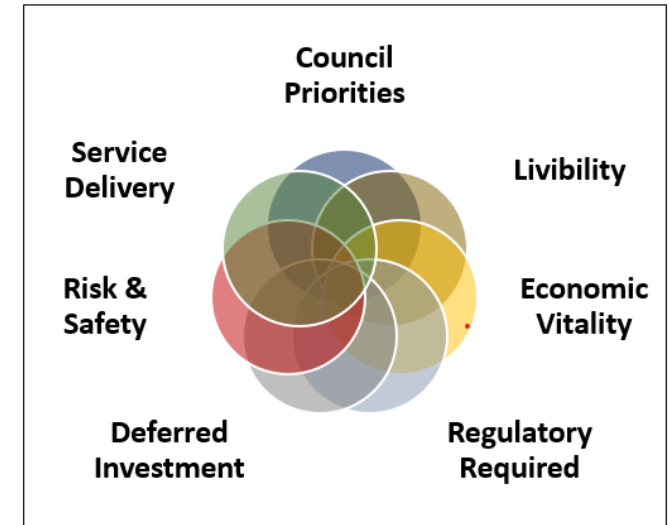 Council
Priorities
Service
Delivery
Livibility
Risk &
Safety
Economic
Vitality
Deferred
Investment
Regulatory
Required